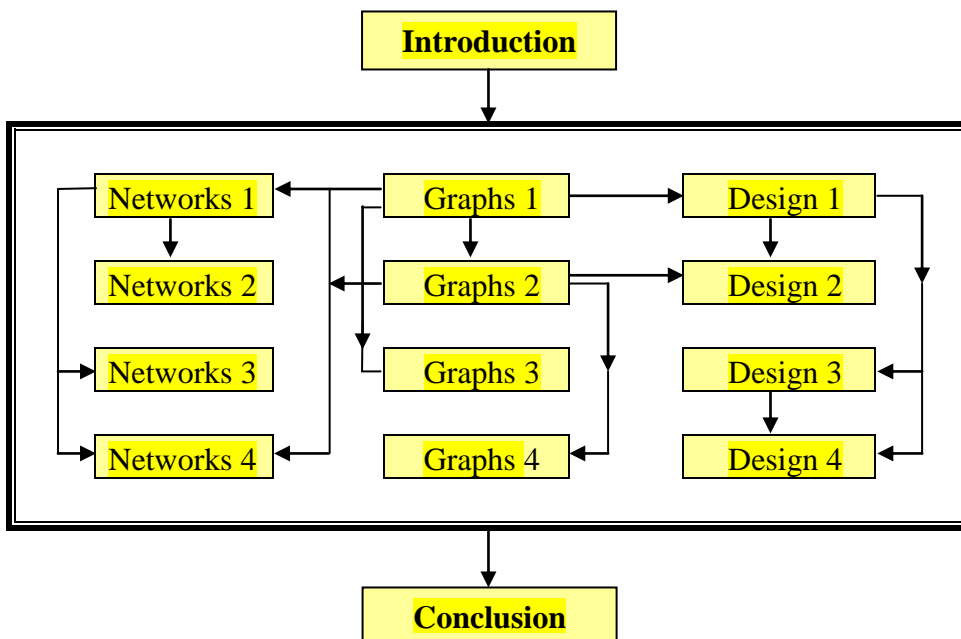 Introduction
Networks 1 Graphs 1 Design 1
Networks 2 Graphs 2 Design 2
Networks 3 Graphs 3 Design 3
Networks 4 Graphs 4 Design 4
Conclusion